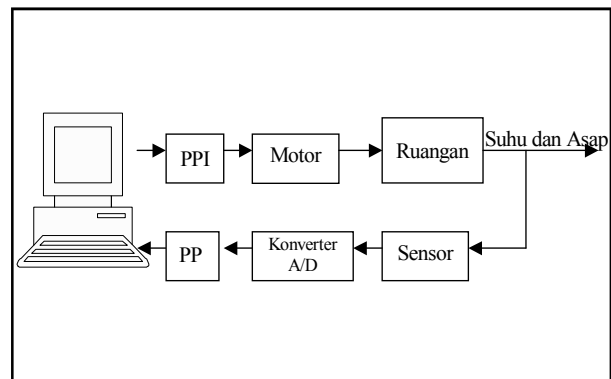 PPI
Motor
Ruangan
Suhu dan Asap
PP
Konverter
A/D
Sensor